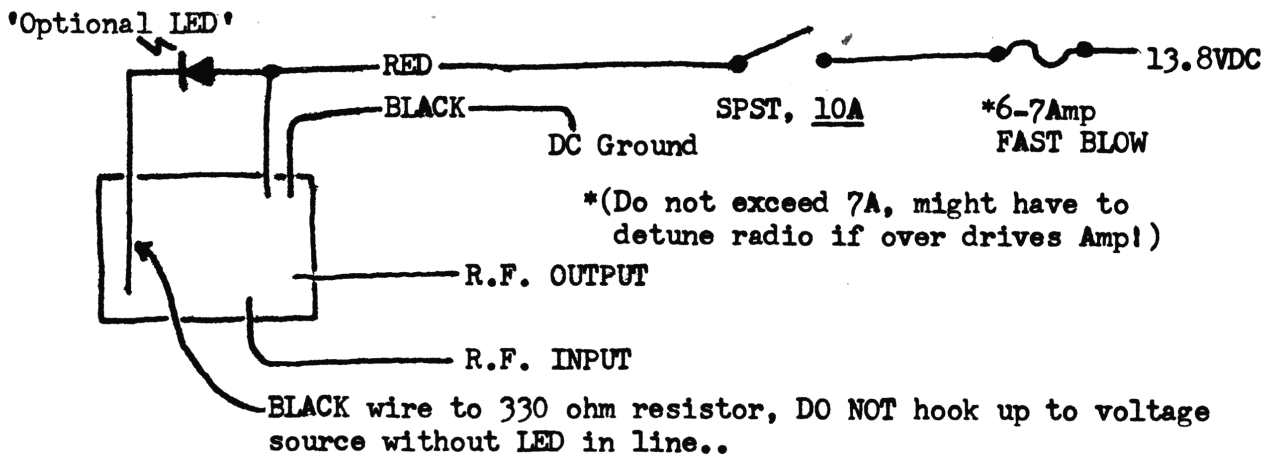 'Optional LED'
RED
13.8VDC
BLACK
SPST, 10A
*6-7Amp
FAST BLOW
DC Ground
*(Do not exceed 7A, might have to
detune radio if over drives Amp!)
R.F. OUTPUT
R.F. INPUT
BLACK wire to 330 ohm resistor, DO NOT hook up to voltage
source without LED in line..